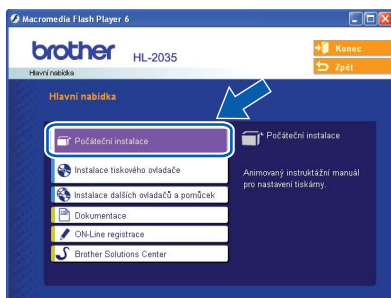 Macromedia Flash Player 6
brother
HL-2035
Konec
Zpět
Hlavní nabídka
Hlavní nabídka
Počáteční instalace
Instalace tiskového ovladače
Instalace dalších ovladačů a pomůcek
Dokumentace
ON-Line registrace
Brother Solutions Center
Počáteční instalace
Animovaný instruktážní manuál
pro nastavení tiskárny.